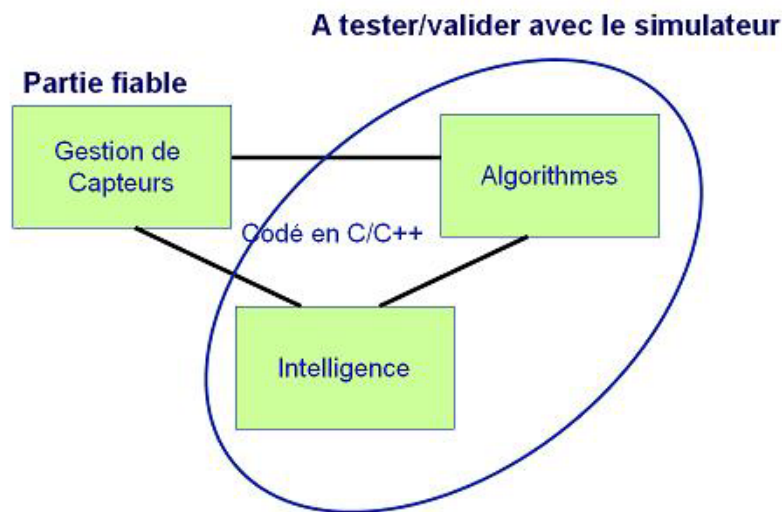 A tester/valider avec le simulateur
Partie fiable
Gestion de
Capteurs
Algorithmes
Codé en C/C++
Intelligence